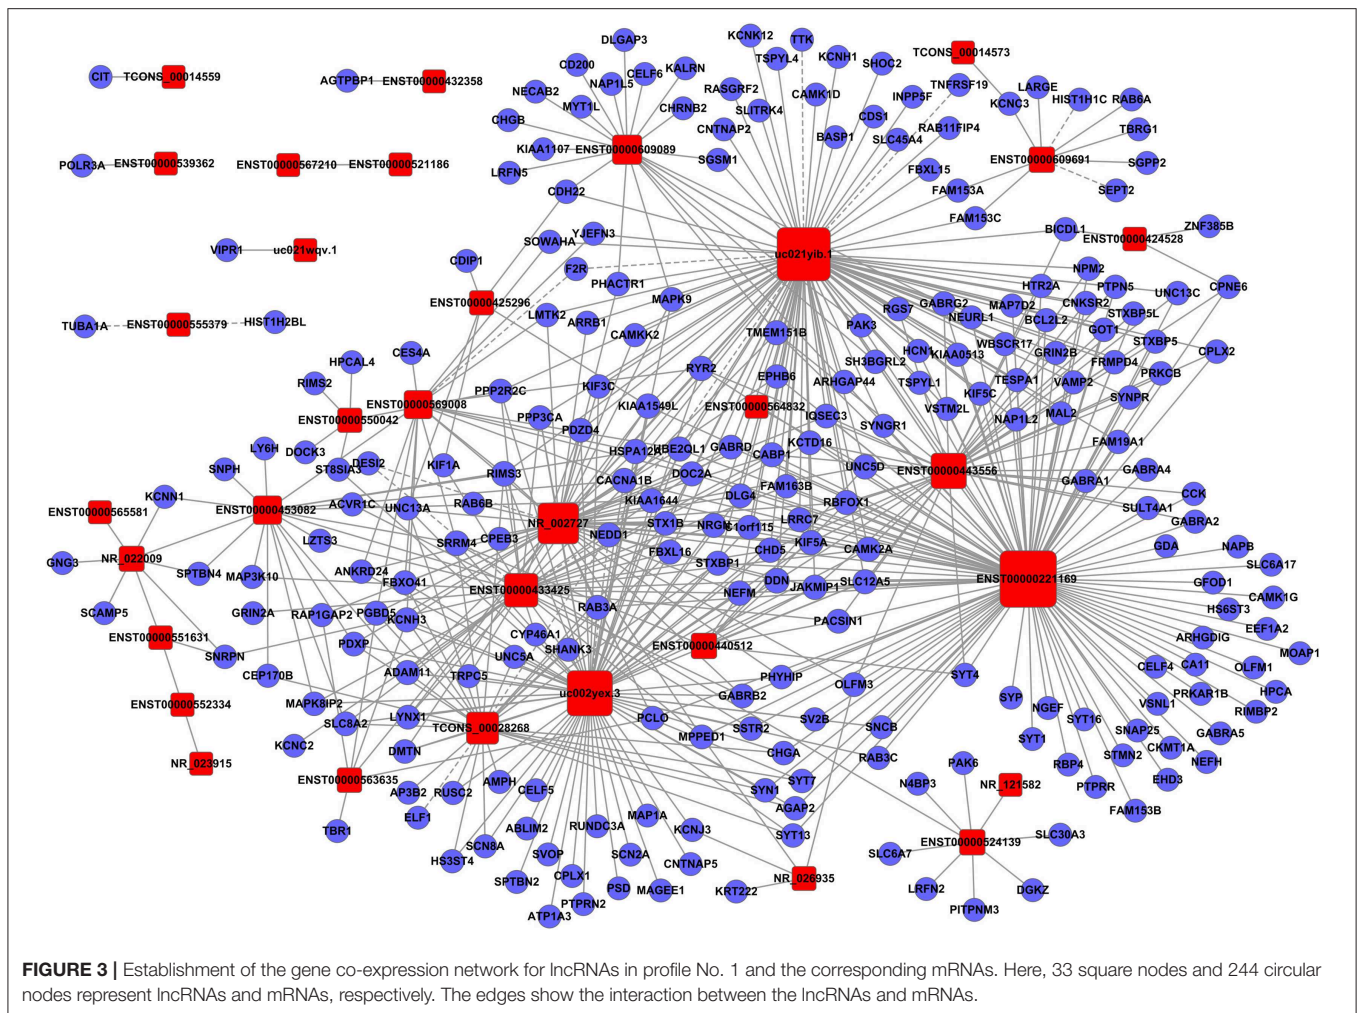 DLGAP3
KCNK12
TTK
TCONS_00014573
CIT
TCONS_00014559
AGTPBP1
ENST00000432358
CD200
NAP1L5
CELF6
KALRN
TSPYL4
KCNH1
SHOC2
NECAB2
MYT1L
CHRNB2
RASGRF2
SLITRK4
CAMK1D
INPP5F
TNFRSF19
LARGE
KCNC3
HIST1H1C
RAB6A
CHGB
CNTNAP2
BASP1
CDS1
SLC45A4
RAB11FIP4
TBRG1
POLR3A
ENST00000539362
ENST00000567210
ENST00000521186
KIAA1107
ENST00000609089
SGSM1
FBXL15
ENST00000609691
SGPP2
LRFN5
CDH22
FAM153A
SEPT2
FAM153C
VIPR1
uc021wqv.1
SOWAHA
YJEFN3
uc021yib.1
BICDL1
ENST00000424528
ZNF385B
CDIP1
F2R
PHACTR1
NPM2
HTR2A
PTPN5
UNC13C
CPNE6
ENST00000425296
MAPK9
RGS7
GABRG2
NEURL1
MAP7D2
CNKSR2
BCL2L2
STXBP5L
TUBA1A
ENST00000555379
HIST1H2BL
LMTK2
ARRB1
CAMKK2
TMEM151B
PAK3
GOT1
STXBP5
CPLX2
HPCAL4
CES4A
RYR2
SH3BGRL2
HCN1
KIAA0513
WBSCR17
GRIN2B
FRMPD4
PRKCB
RIMS2
PPP2R2C
KIF3C
EPHB6
ARHGAP44
TSPYL1
KIF5C
TESPA1
VAMP2
SYNPR
ENST00000569008
KIAA1549L
ENST00000564832
IQSEC3
VSTM2L
NAP1L2
MAL2
ENST00000550042
PPP3CA
PDZD4
SYNGR1
FAM19A1
LY6H
DOCK3
HSPA12A
UBE2QL1
GABRD
KCTD16
SNPH
ST8SIA3
DESI2
KIF1A
RIMS3
DOC2A
CABP1
UNC5D
ENST00000443556
GABRA4
GABRA1
KCNN1
CACNA1B
FAM163B
CCK
ENST00000565581
ENST00000453082
ACVR1C
UNC13A
RAB6B
KIAA1644
DLG4
RBFOX1
SULT4A1
GABRA2
NR_002727
STX1B
NRGN
C1orf115
LRRC7
LZTS3
SRRM4
CPEB3
NEDD1
FBXL16
CHD5
KIF5A
CAMK2A
GDA
NAPB
GNG3
NR_022009
SPTBN4
MAP3K10
ANKRD24
FBXO41
ENST00000433425
STXBP1
DDN
JAKMIP1
SLC12A5
ENST00000221169
SLC6A17
GFOD1
CAMK1G
SCAMP5
GRIN2A
RAP1GAP2
PGBD5
KCNH3
RAB3A
NEFM
HS6ST3
PACSIN1
EEF1A2
ENST00000551631
PDXP
CYP46A1
SHANK3
ENST00000440512
ARHGDIG
MOAP1
SNRPN
CEP170B
ADAM11
TRPC5
UNC5A
PHYHIP
SYT4
CELF4
CA11
OLFM1
uc002yex.3
GABRB2
OLFM3
SYP
NGEF
PRKAR1B
HPCA
ENST00000552334
MAPK8IP2
LYNX1
TCONS_00028268
PCLO
SSTR2
SV2B
SNCB
SYT16
VSNL1
RIMBP2
SLC8A2
MPPED1
SYT1
SNAP25
GABRA5
KCNC2
DMTN
CHGA
RAB3C
RBP4
STMN2
CKMT1A
NEFH
NR_023915
ENST00000563635
AP3B2
RUSC2
AMPH
CELF5
SYN1
SYT7
PAK6
N4BP3
NR_121582
PTPRR
EHD3
FAM153B
TBR1
ELF1
ABLIM2
RUNDC3A
MAP1A
KCNJ3
AGAP2
SYT13
HS3ST4
SCN8A
SVOP
SCN2A
CNTNAP5
SLC6A7
ENST00000524139
SLC30A3
SPTBN2
CPLX1
PSD
MAGEE1
KRT222
NR_026935
LRFN2
DGKZ
ATP1A3
PTPRN2
PITPNM3
FIGURE 3 | Establishment of the gene co-expression network for lncRNAs in profile No. 1 and the corresponding mRNAs. Here, 33 square nodes and 244 circular
nodes represent lncRNAs and mRNAs, respectively. The edges show the interaction between the lncRNAs and mRNAs.